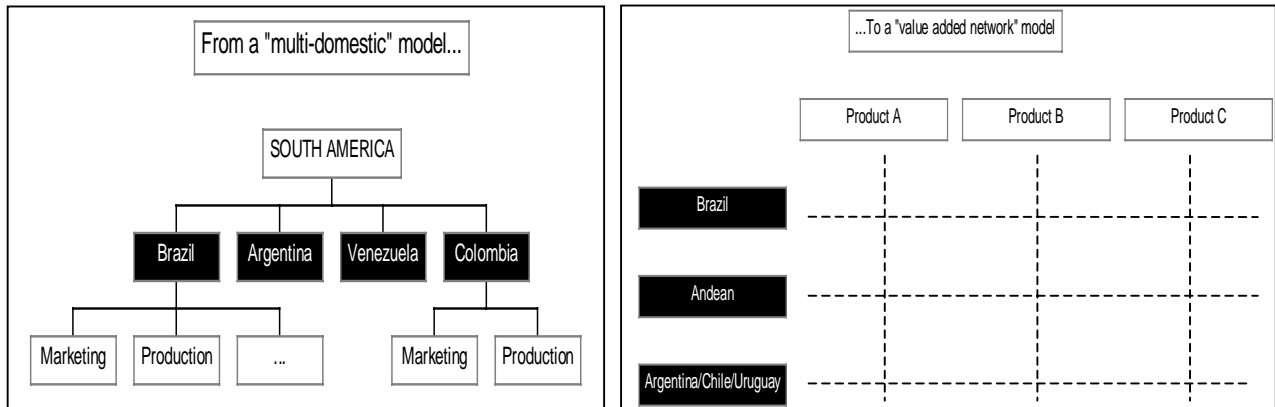 From a "multi-domestic" model...
SOUTH AMERICA
Brazil
Argentina
Venezuela
Colombia
Marketing
Production
...
Marketing
Production
...To a "value added network" model
Product A
Product B
Product C
Brazil
Andean
Argentina/Chile/Uruguay